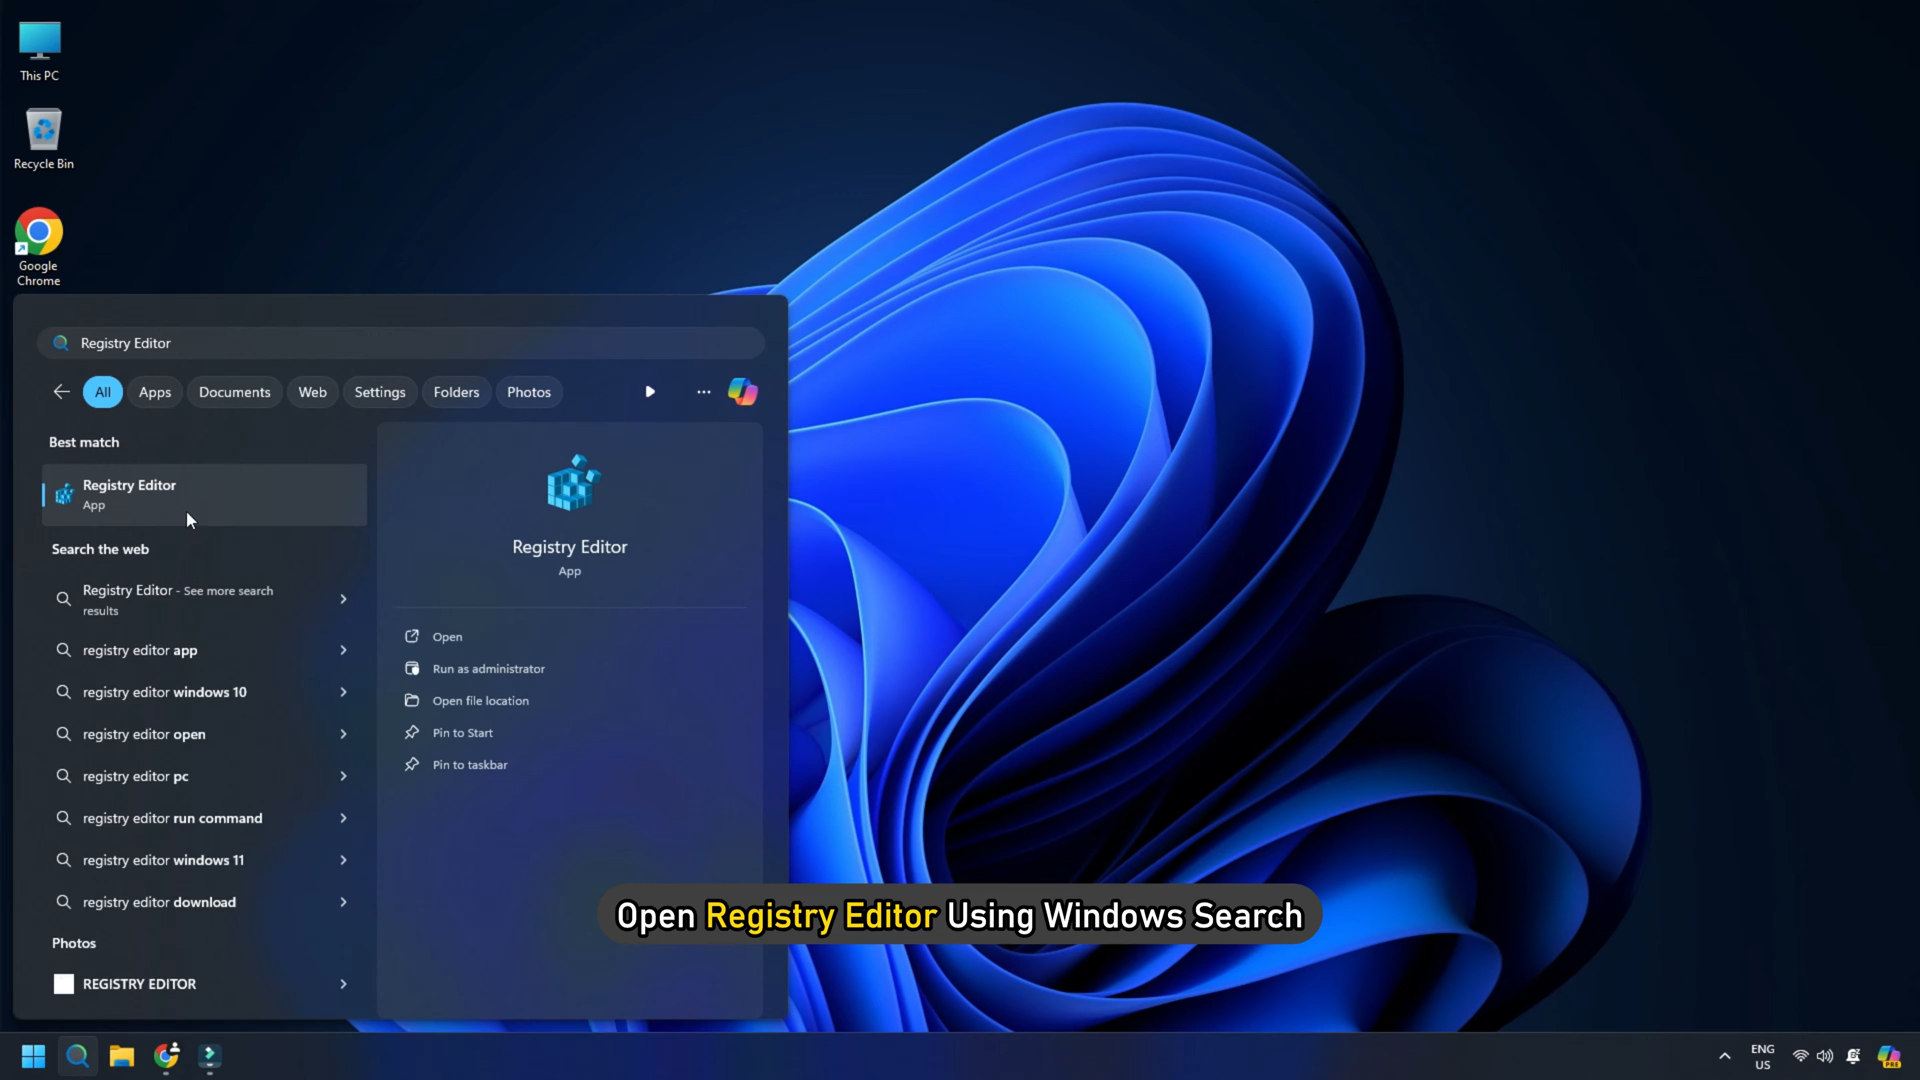 This PC
Recycle Bin
Google
Chrome
Registry Editor
All
Apps
Documents
Web
Settings
Folders
Photos
Best match
Registry Editor
App
Search the web
Registry Editor - See more search
results
registry editor app
registry editor windows 10
registry editor open
registry editor pc
registry editor run command
registry editor windows 11
registry editor download
Photos
REGISTRY EDITOR
Registry Editor
App
Open
Run as administrator
Open file location
Pin to Start
Pin to taskbar
Open Registry Editor Using Windows Search
ENG
US
PRE